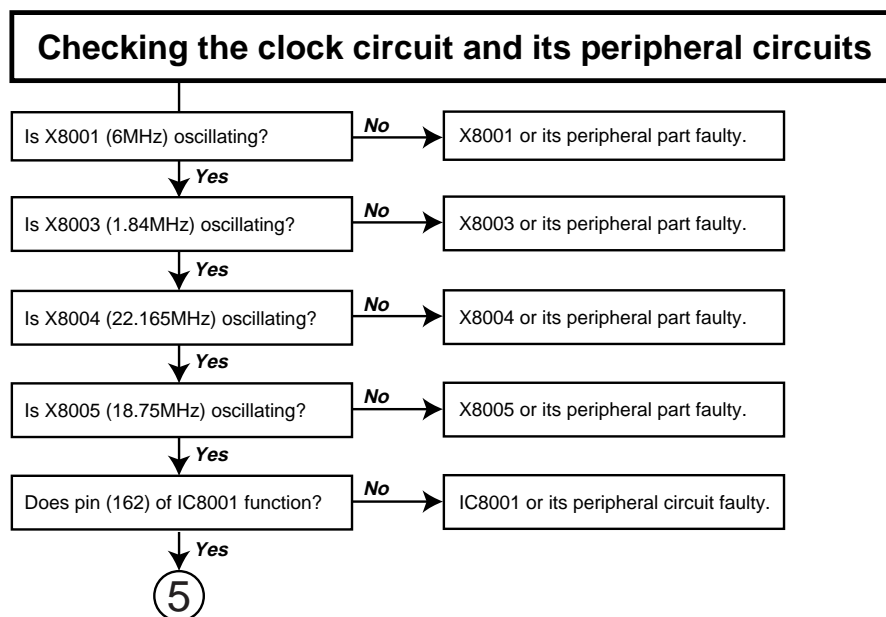 Checking the clock circuit and its peripheral circuits
Is X8001 (6MHz) oscillating?
No
X8001 or its peripheral part faulty.
Yes
Is X8003 (1.84MHz) oscillating?
No
X8003 or its peripheral part faulty.
Yes
Is X8004 (22.165MHz) oscillating?
No
X8004 or its peripheral part faulty.
Yes
Is X8005 (18.75MHz) oscillating?
No
X8005 or its peripheral part faulty.
Yes
Does pin (162) of IC8001 function?
No
IC8001 or its peripheral circuit faulty.
Yes
5